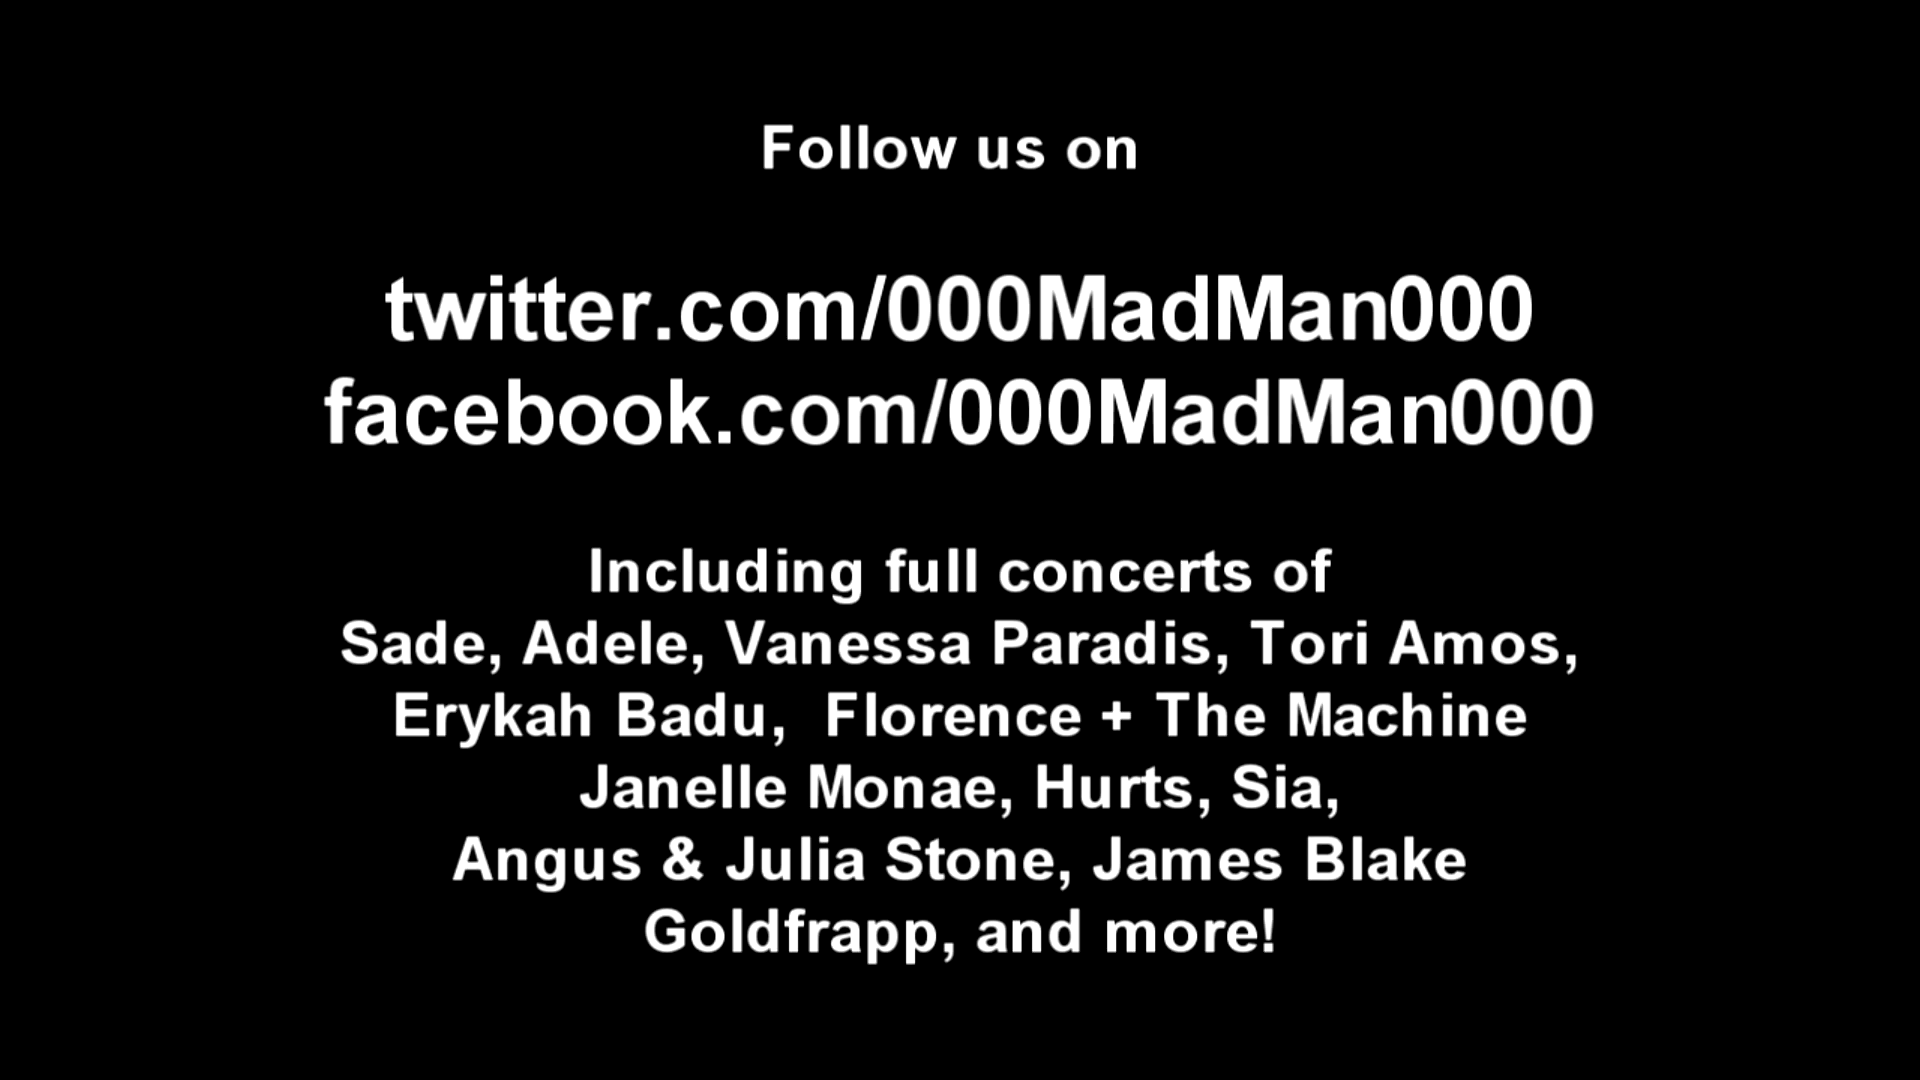 Follow us on
twitter.com/000MadMan000
facebook.com/000MadMan000
Including full concerts of
Sade, Adele, Vanessa Paradis, Tori Amos,
Erykah Badu,  Florence + The Machine
Janelle Monae, Hurts, Sia,
Angus & Julia Stone, James Blake
Goldfrapp, and more!